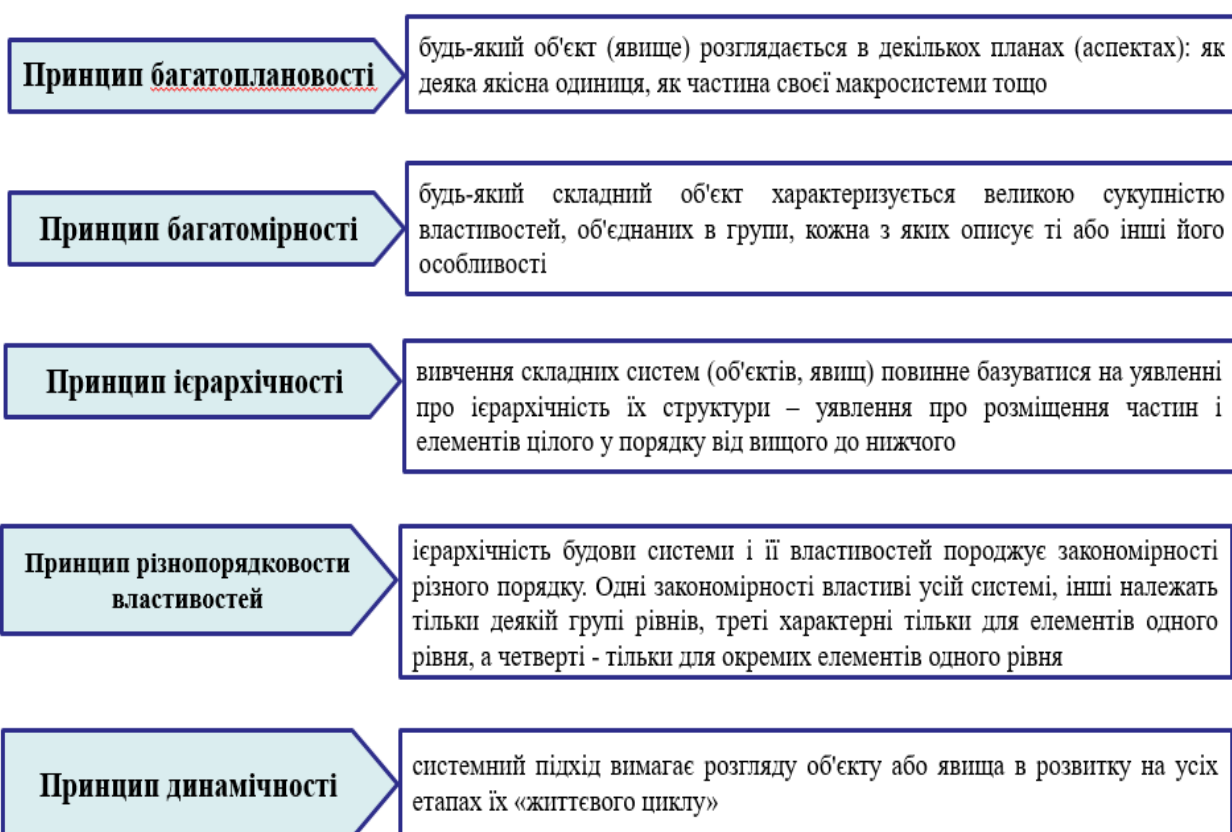 Принцип багатоплановості
будь-який об'єкт (явище) розглядається в декількох планах (аспектах): як
деяка якісна одиниця, як частина своєї макросистеми тощо
Принцип багатомірності
будь-який складний об'єкт характеризується великою сукупністю
властивостей, об'єднаних в групи, кожна з яких описує ті або інші його
особливості
Принцип ієрархічності
вивчення складних систем (об'єктів, явищ) повинне базуватися на уявленні
про ієрархічність їх структури – уявлення про розміщення частин і
елементів цілого у порядку від вищого до нижчого
Принцип різнопорядковости
властивостей
ієрархічність будови системи і її властивостей породжує закономірності
різного порядку. Одні закономірності властиві усій системі, інші належать
тільки деякій групі рівнів, треті характерні тільки для елементів одного
рівня, а четверті - тільки для окремих елементів одного рівня
Принцип динамічності
системний підхід вимагає розгляду об'єкту або явища в розвитку на усіх
етапах їх «життєвого циклу»